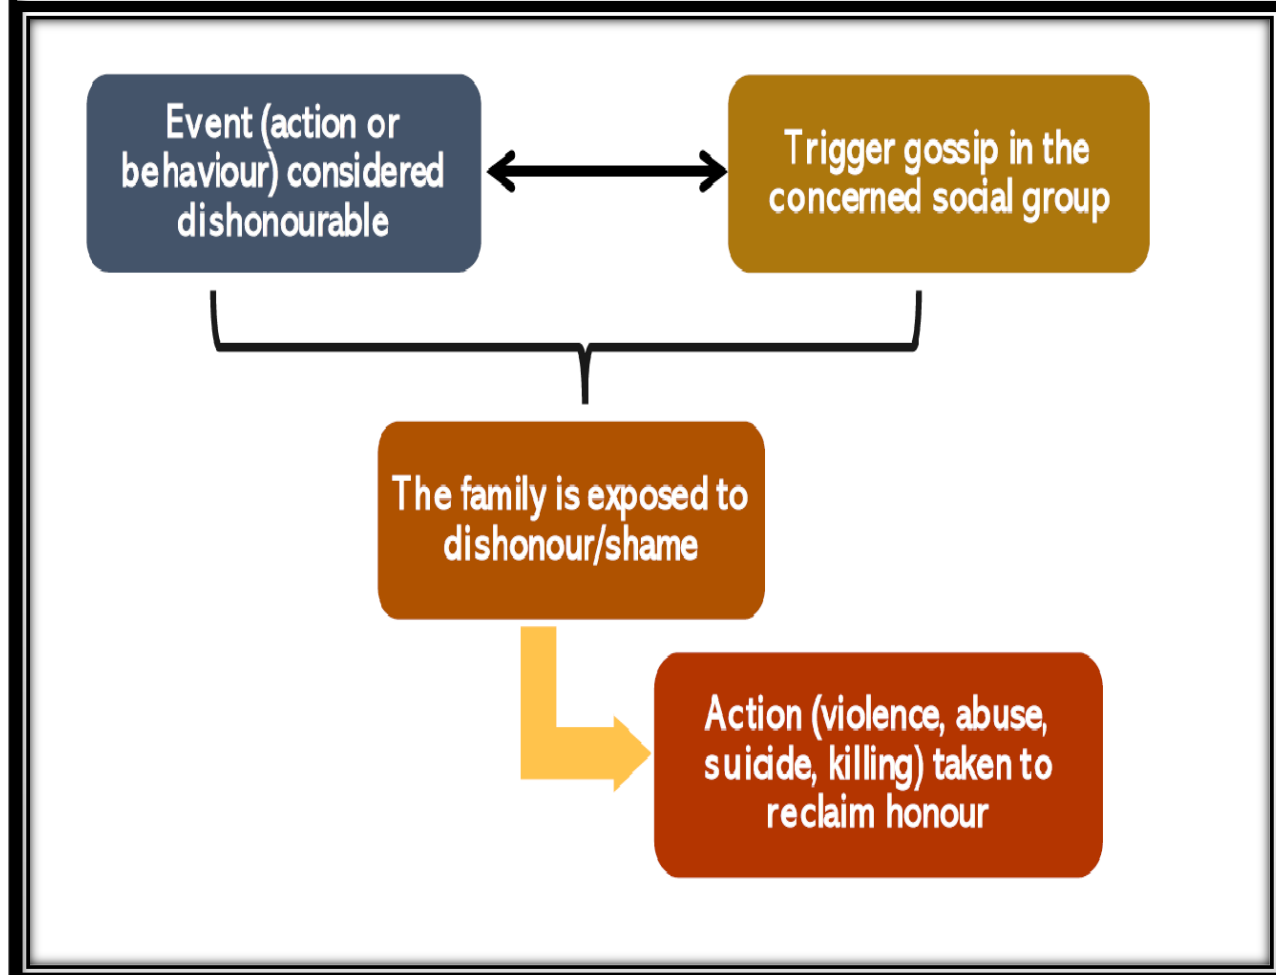 Event (action or
behaviour) considered
dishonourable
Trigger gossip in the
concerned social group
The family is exposed to
dishonour/shame
Action (violence, abuse,
suicide, killing) taken to
reclaim honour